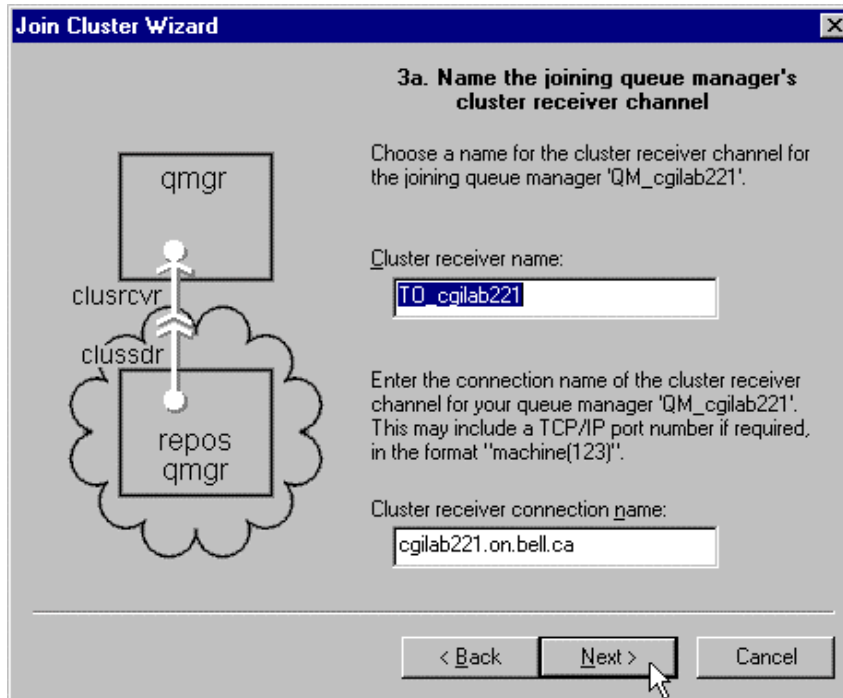 Join Cluster Wizard
3a. Name the joining queue manager's
cluster receiver channel
Choose a name for the cluster receiver channel for
the joining queue manager 'QM_cgilab221'.
Cluster receiver name:
TO_cgilab221
Enter the connection name of the cluster receiver
channel for your queue manager 'QM_cgilab221'.
This may include a TCP/IP port number if required,
in the format "machine(123)".
Cluster receiver connection name:
cgilab221.on.bell.ca
qmgr
clusrcvr
clussdr
repos
qmgr
< Back
Next >
Cancel